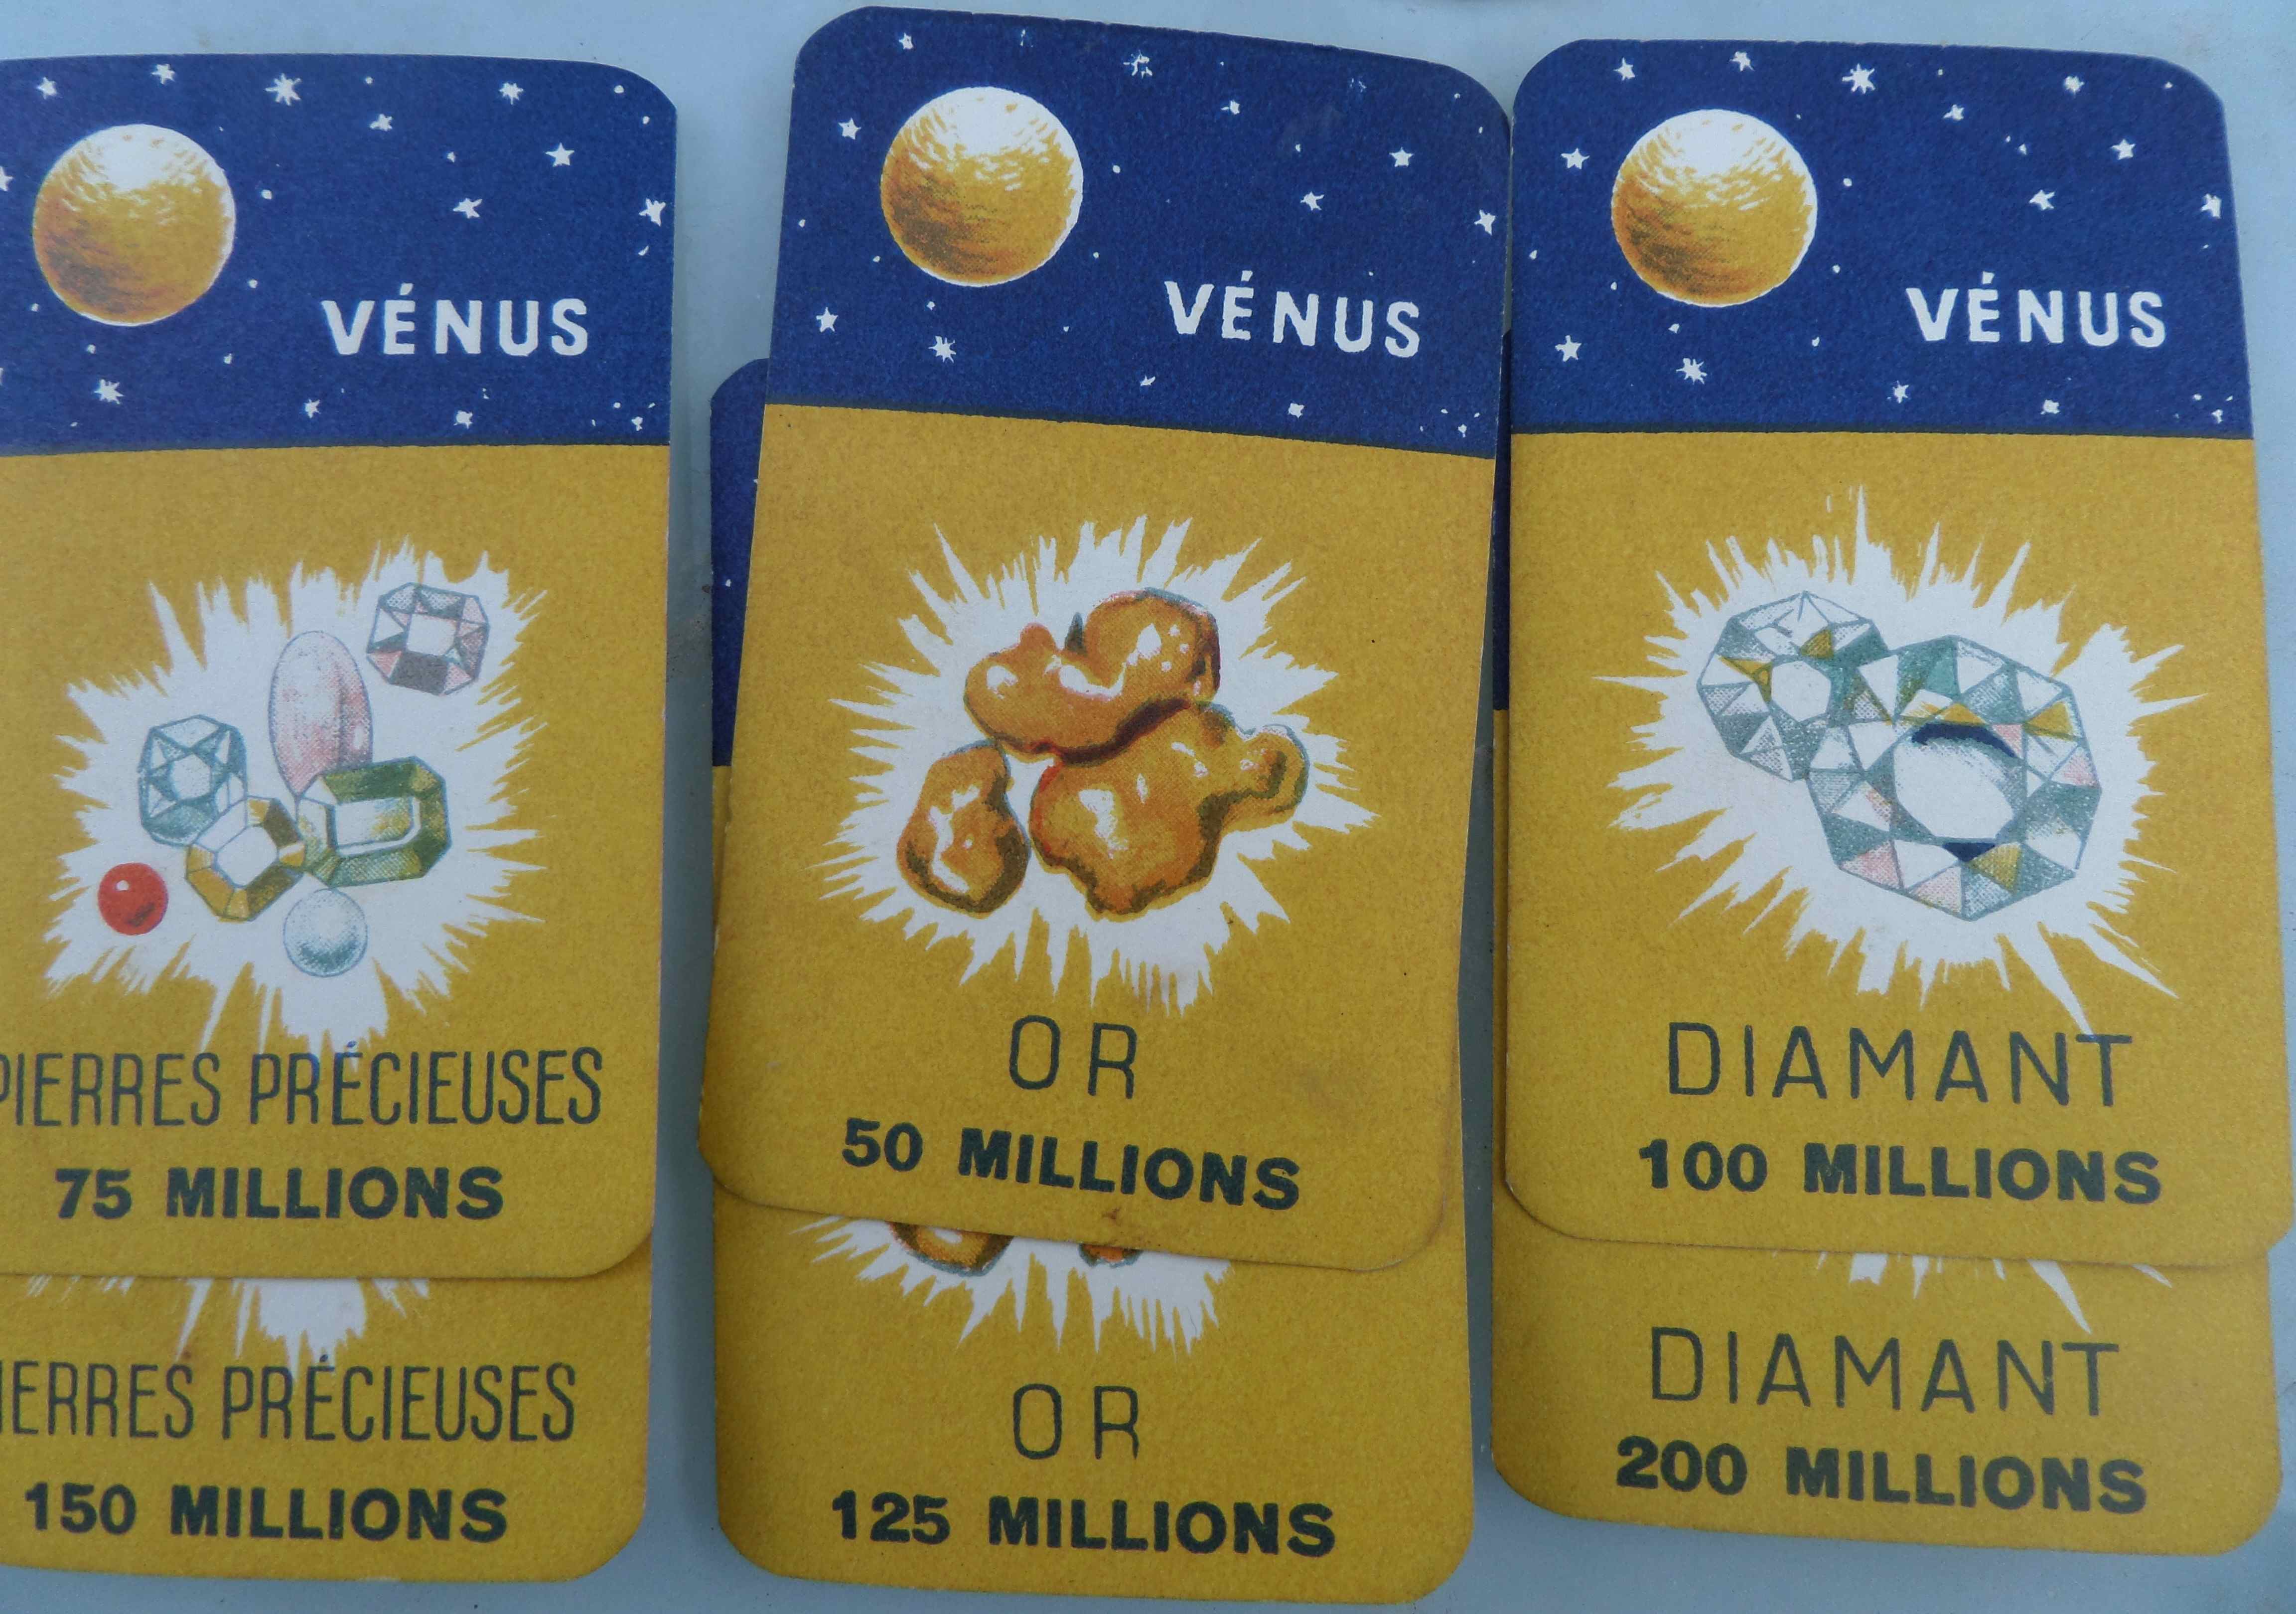 VÉNUS
PIERRES PRÉCIEUSES
75 MILLIONS
PRÉCIEUSES
150 MILLIONS
VÉNUS
OR
50 MILLIONS
OR
125 MILLIONS
VÉNUS
DIAMANT
100 MILLIONS
DIAMANT
200 MILLIONS